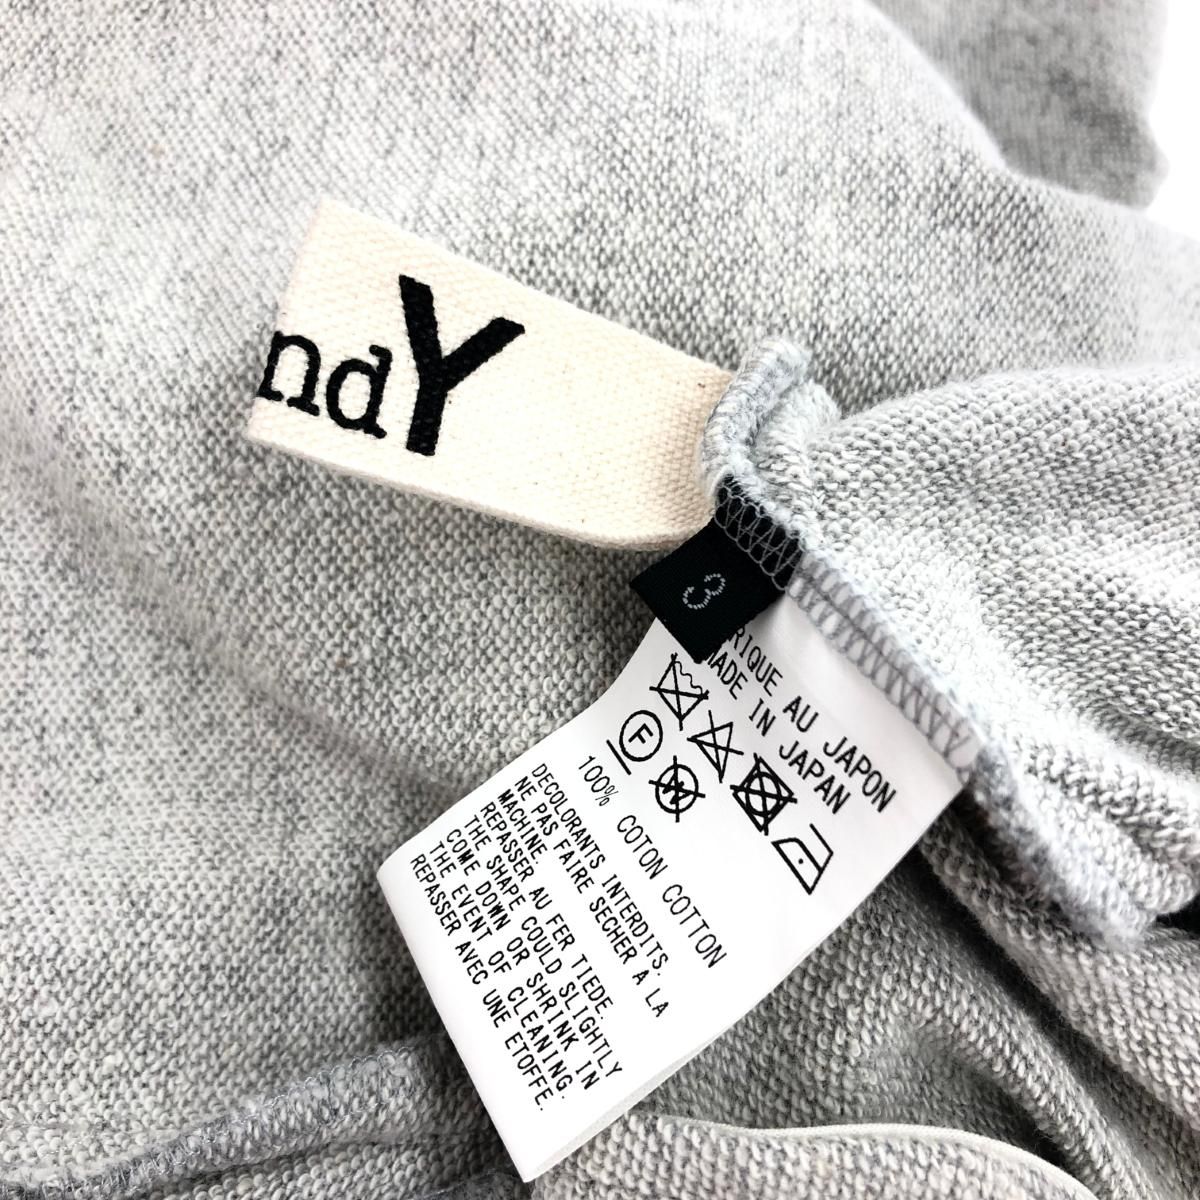 ndY
3
RIQUE AU JAPON
MADE IN JAPAN
F
W
100% COTON COTTON
DECOLORANTS INTERDITS.
NE PAS FAIRE SECHER A LA
MACHINE.
REPASSER AU FER TIEDE.
THE SHAPE COULD SLIGHTLY
COME DOWN OR SHRINK IN
THE EVENT OF CLEANING.
REPASSER AVEC UNE ETOFFE.